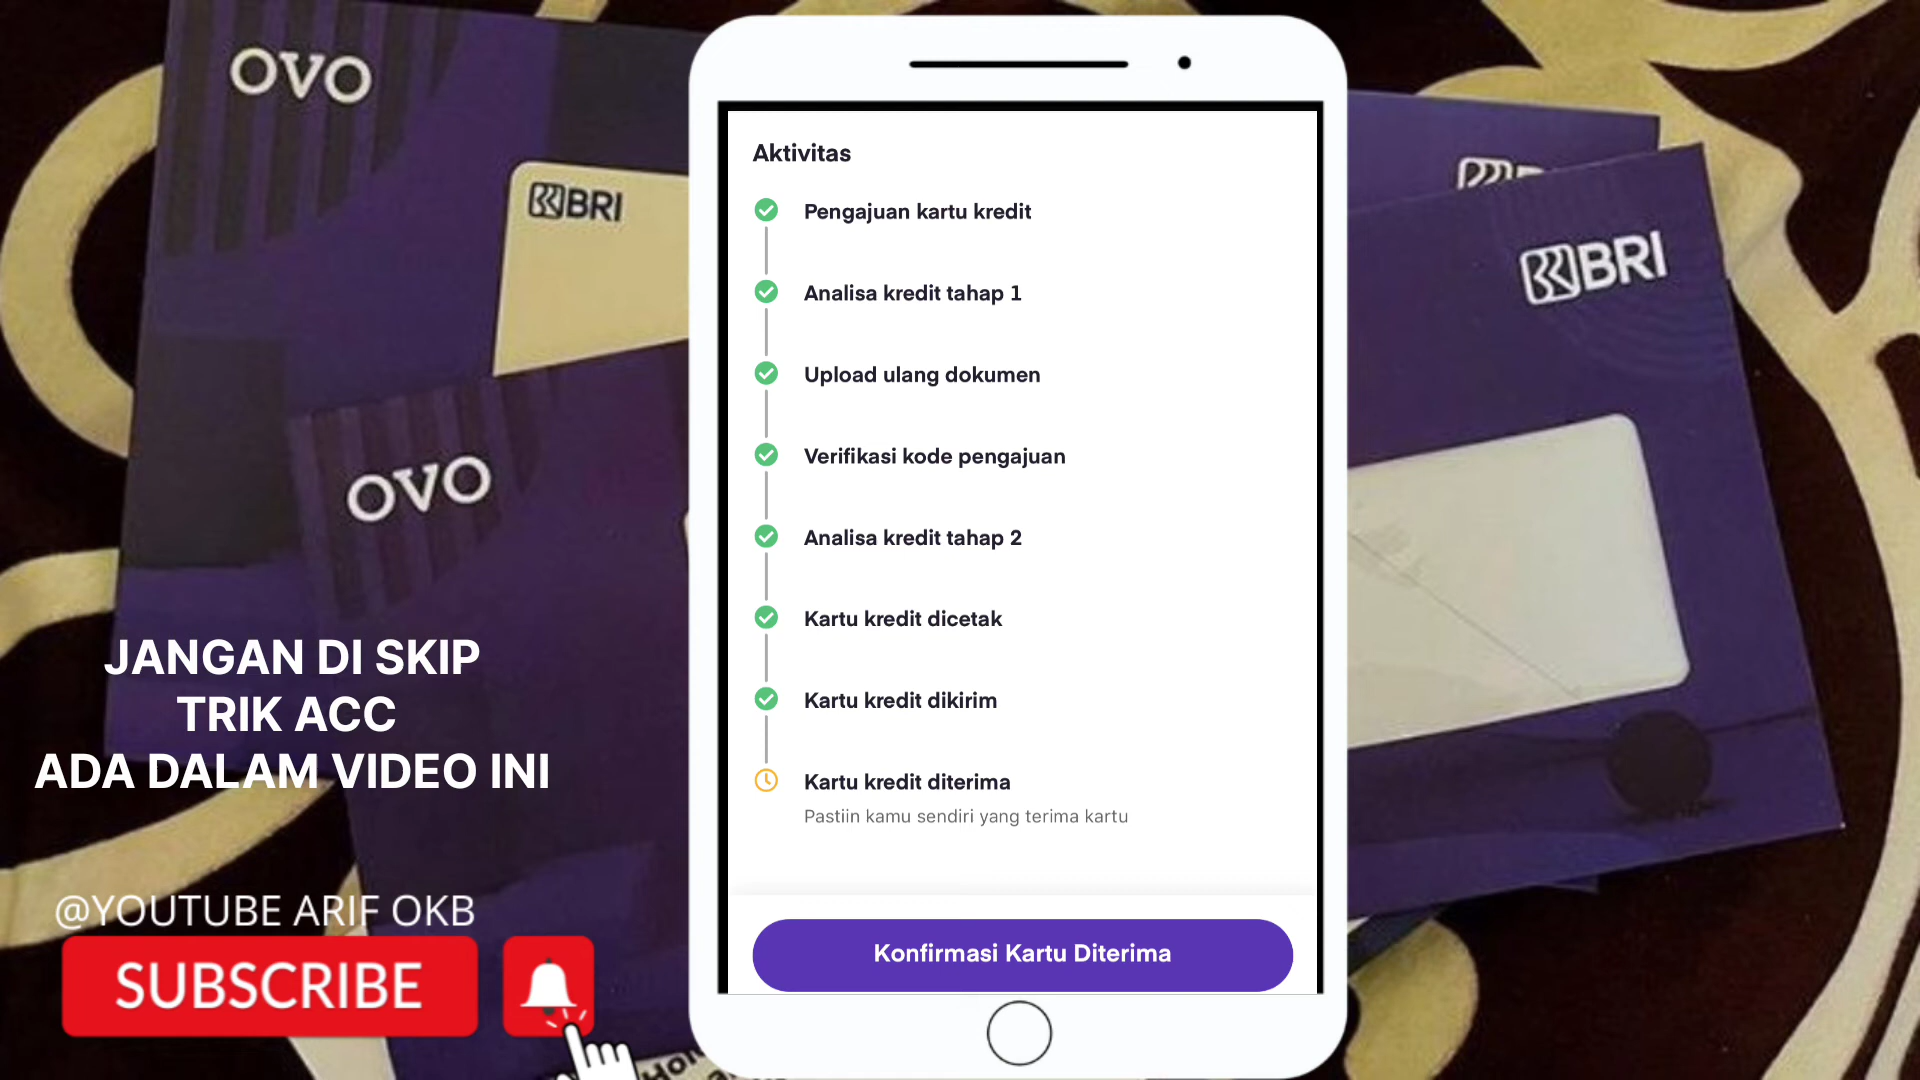 OVO
BRI
OVO
JANGAN DI SKIP
TRIK ACC
ADA DALAM VIDEO INI
@YOUTUBE ARIF OKB
SUBSCRIBE
Aktivitas
Pengajuan kartu kredit
Analisa kredit tahap 1
Upload ulang dokumen
Verifikasi kode pengajuan
Analisa kredit tahap 2
Kartu kredit dicetak
Kartu kredit dikirim
Kartu kredit diterima
Pastiin kamu sendiri yang terima kartu
Konfirmasi Kartu Diterima
BRI